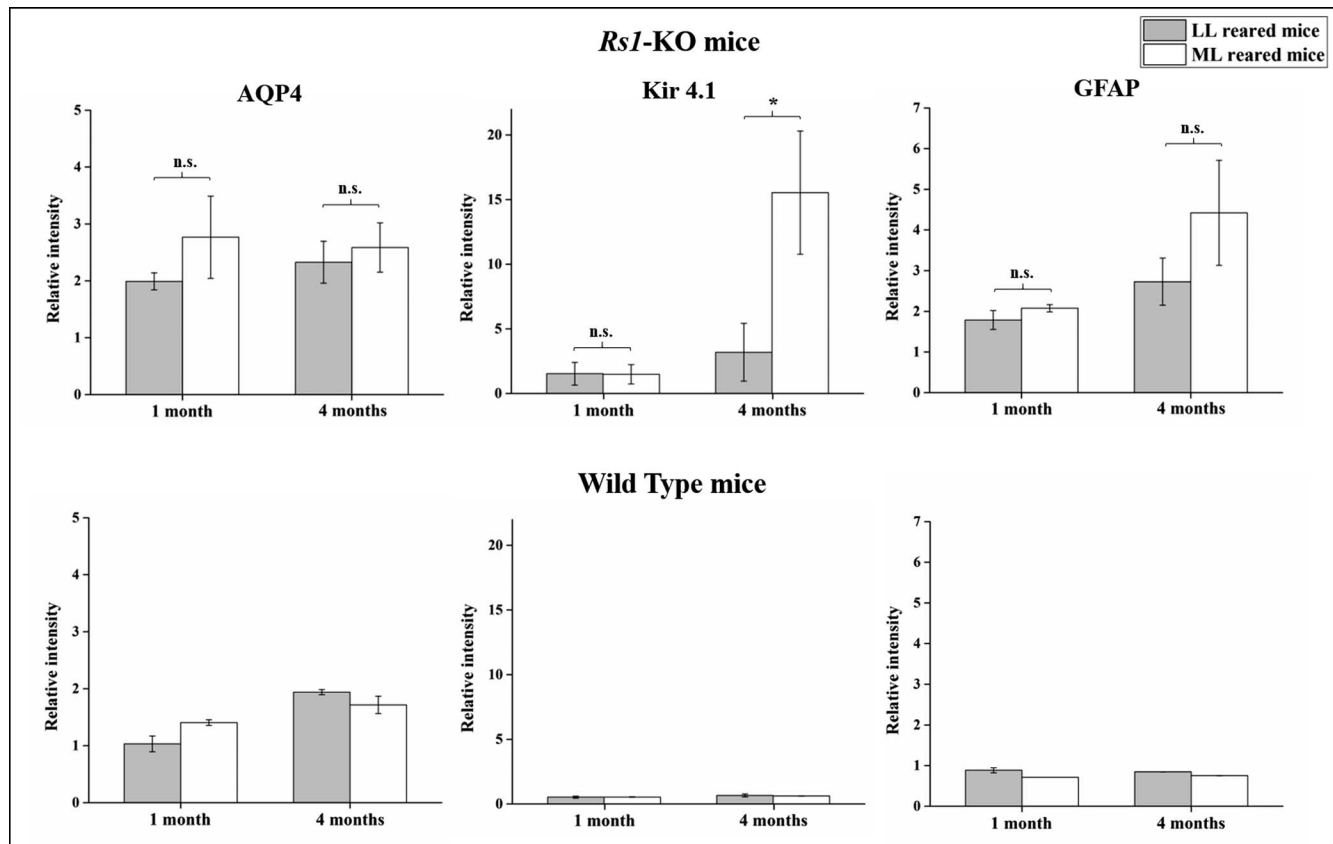 Rs1-KO mice
LL reared mice
ML reared mice
AQP4
Relative intensity
5
4
3
2
1
0
n.s.
n.s.
1 month
4 months
Kir 4.1
Relative intensity
20
15
10
5
0
n.s.
*
1 month
4 months
GFAP
Relative intensity
7
6
5
4
3
2
1
0
n.s.
n.s.
1 month
4 months
Wild Type mice
Relative intensity
5
4
3
2
1
0
1 month
4 months
Relative intensity
20
15
10
5
0
1 month
4 months
Relative intensity
7
6
5
4
3
2
1
0
1 month
4 months